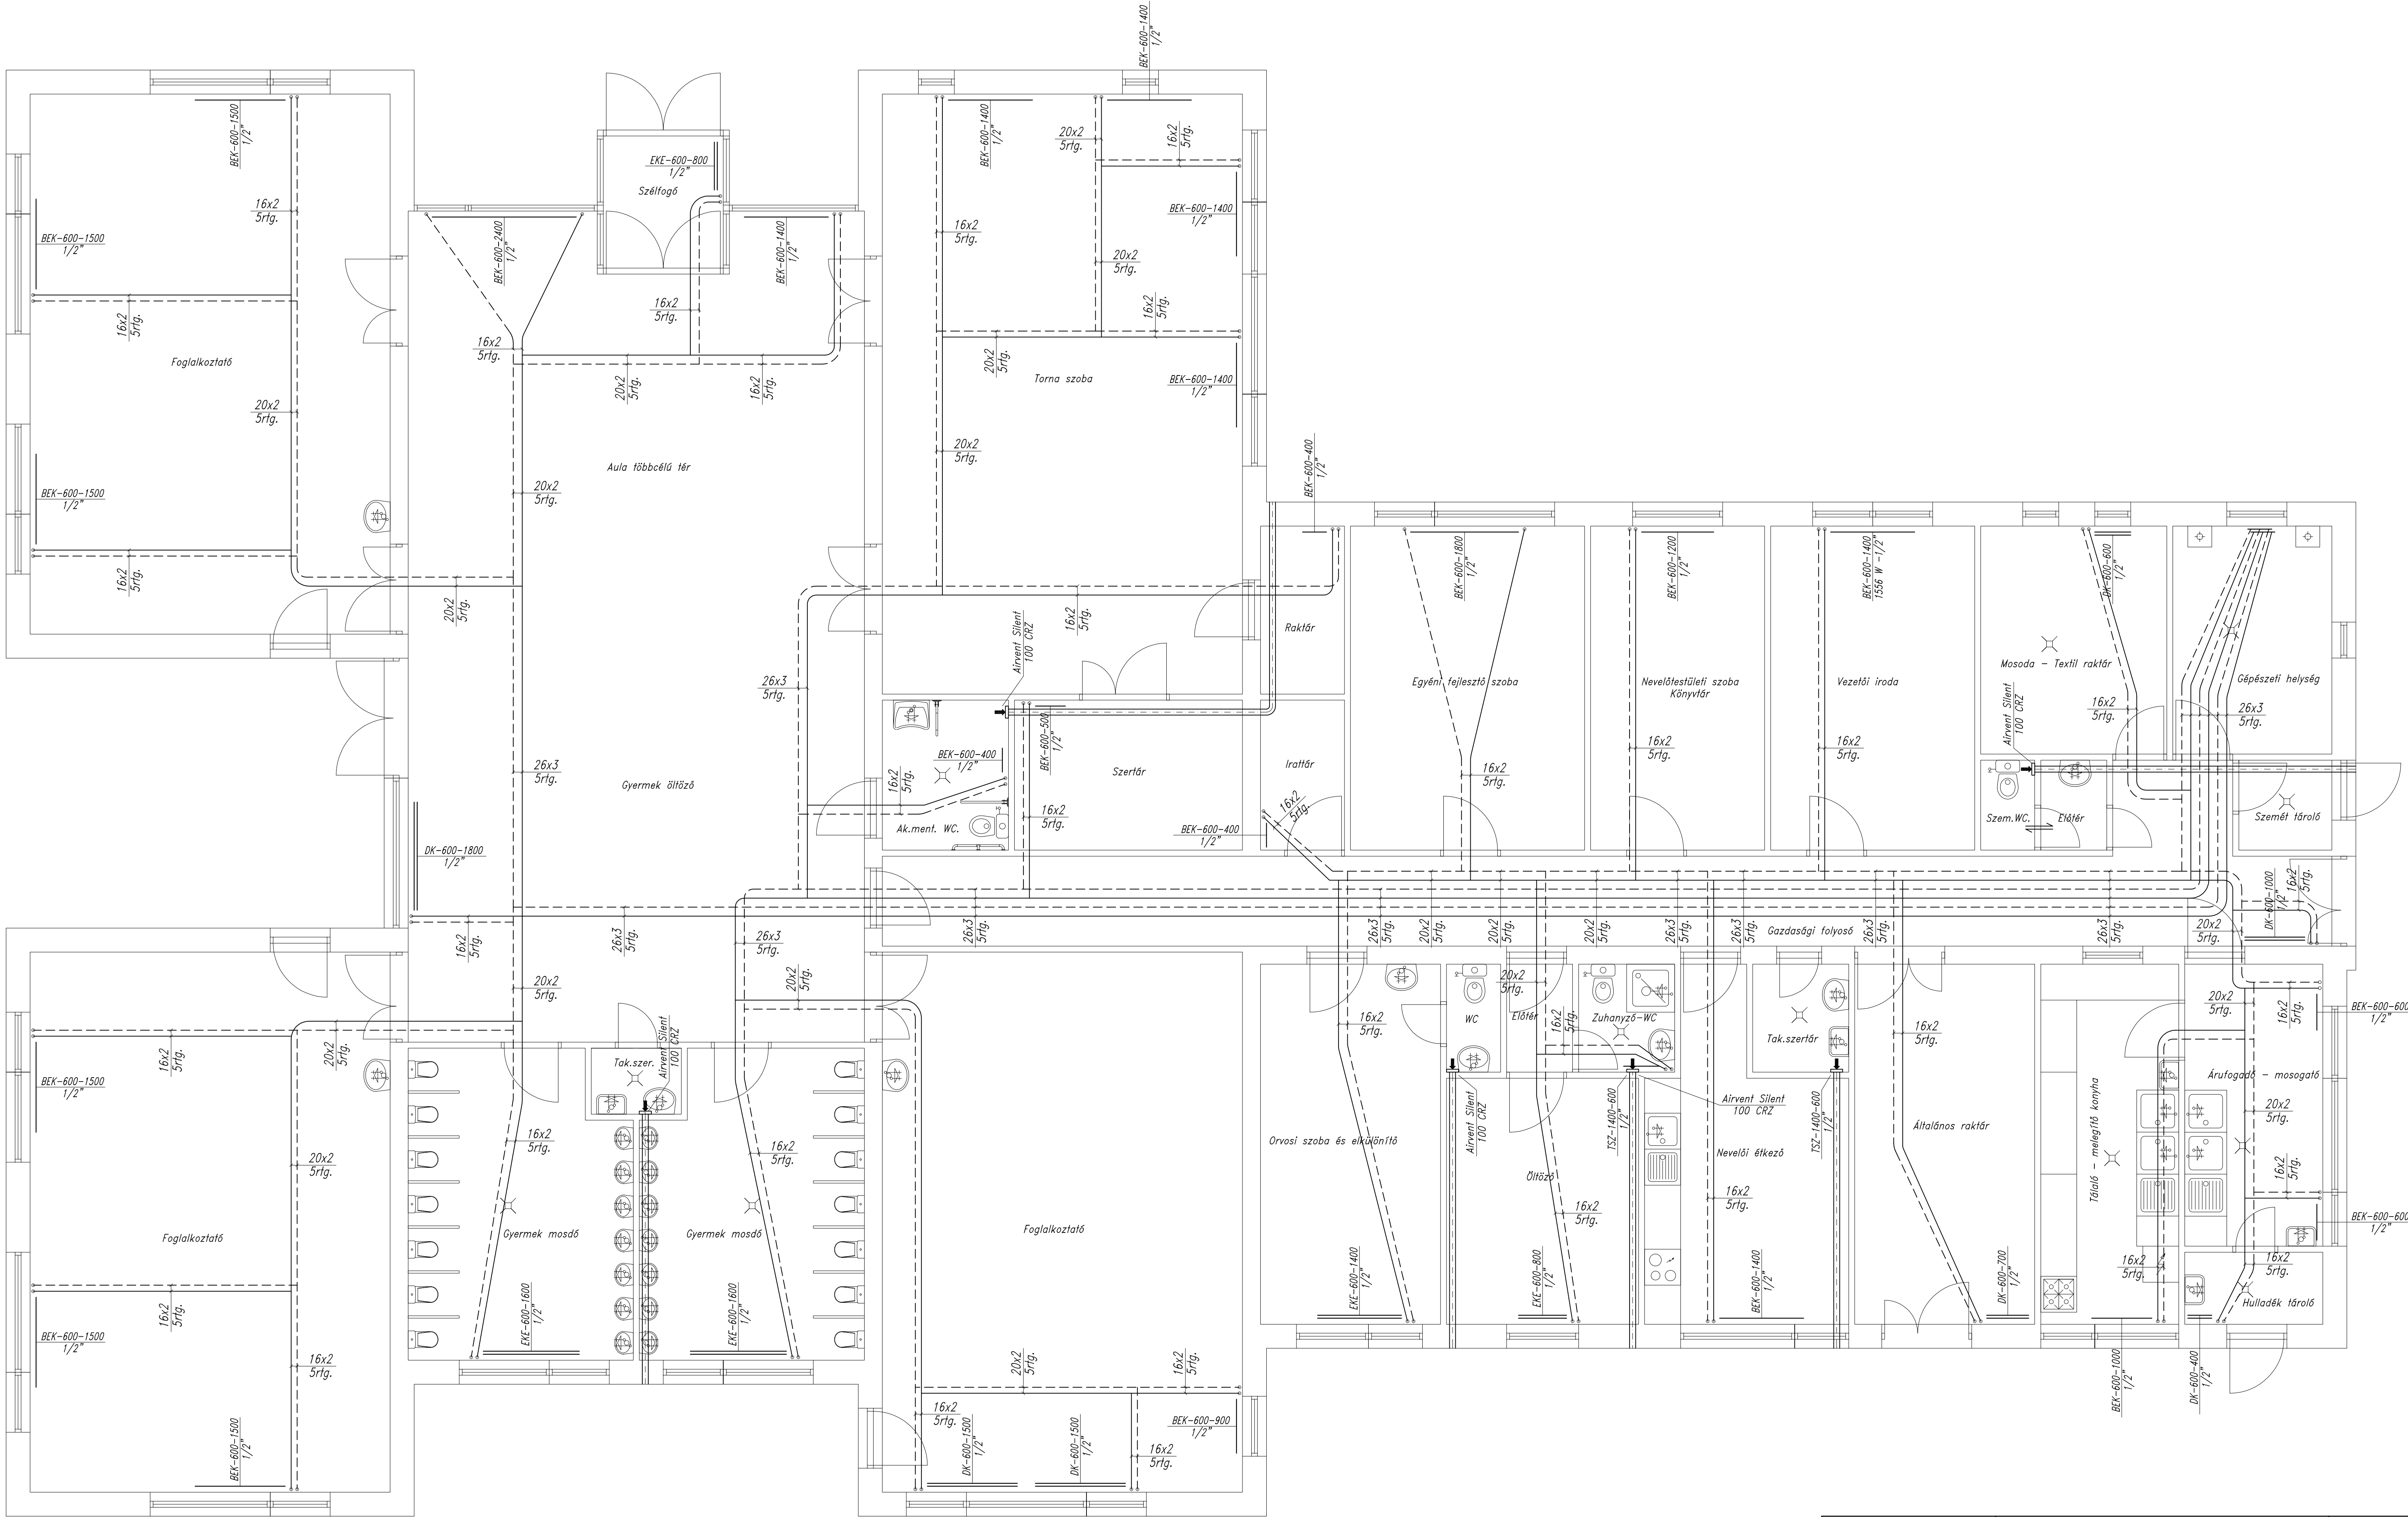 BEK-600-1400
1/2"
BEK-600-1500
1/2"
16x2
5rtg.
BEK-600-1500
1/2"
16x2
5rtg.
Foglalkoztató
20x2
5rtg.
BEK-600-1500
1/2"
16x2
5rtg.
20x2
5rtg.
EKE-600-800
1/2"
Szélfogó
BEK-600-2400
1/2"
BEK-600-1400
1/2"
16x2
5rtg.
16x2
5rtg.
20x2
5rtg.
16x2
5rtg.
Aula többcélú tér
20x2
5rtg.
26x3
5rtg.
26x3
5rtg.
Gyermek öltöző
BEK-600-1400
1/2"
20x2
5rtg.
16x2
5rtg.
16x2
5rtg.
BEK-600-1400
1/2"
20x2
5rtg.
16x2
5rtg.
20x2
5rtg.
Torna szoba
BEK-600-1400
1/2"
20x2
5rtg.
16x2
5rtg.
Airvent Silent
100 CRZ
BEK-600-400
1/2"
Raktár
BEK-600-1800
1/2"
Egyéni fejlesztő szoba
16x2
5rtg.
BEK-600-1200
1/2"
Nevelőtestületi szoba
Könyvtár
16x2
5rtg.
BEK-600-1400
1556 W -1/2"
Vezetői iroda
16x2
5rtg.
DK-600-600
1/2"
Mosoda - Textil raktár
16x2
5rtg.
Airvent Silent
100 CRZ
Gépészeti helység
26x3
5rtg.
Szem.WC.
Előtér
Szemét tároló
BEK-600-400
1/2"
16x2
5rtg.
Ak.ment. WC.
BEK-600-500
1/2"
16x2
5rtg.
Szertár
Irattár
16x2
5rtg.
BEK-600-400
1/2"
DK-600-1800
1/2"
16x2
5rtg.
26x3
5rtg.
26x3
5rtg.
26x3
5rtg.
26x3
5rtg.
20x2
5rtg.
20x2
5rtg.
20x2
5rtg.
26x3
5rtg.
26x3
5rtg.
Gazdasági folyosó
26x3
5rtg.
26x3
5rtg.
20x2
5rtg.
DK-600-1000
1/2"
16x2
5rtg.
20x2
5rtg.
20x2
5rtg.
16x2
5rtg.
20x2
5rtg.
BEK-600-1500
1/2"
20x2
5rtg.
Foglalkoztató
16x2
5rtg.
BEK-600-1500
1/2"
16x2
5rtg.
BEK-600-1500
1/2"
Tak.szer.
Airvent Silent
100 CRZ
16x2
5rtg.
16x2
5rtg.
Gyermek mosdó
Gyermek mosdó
EKE-600-1600
1/2"
EKE-600-1600
1/2"
Foglalkoztató
20x2
5rtg.
16x2
5rtg.
16x2
5rtg.
DK-600-1500
1/2"
DK-600-1500
1/2"
BEK-600-900
1/2"
16x2
5rtg.
16x2
5rtg.
Orvosi szoba és elkülönítő
EKE-600-1400
1/2"
WC
20x2
5rtg.
Előtér
16x2
5rtg.
Zuhanyzó-WC
Airvent Silent
100 CRZ
TSZ-1400-600
1/2"
Airvent Silent
100 CRZ
Öltöző
16x2
5rtg.
EKE-600-800
1/2"
Nevelői étkező
16x2
5rtg.
BEK-600-1400
1/2"
Tak.szertár
TSZ-1400-600
1/2"
16x2
5rtg.
Általános raktár
DK-600-700
1/2"
Tálaló - melegítő konyha
16x2
5rtg.
BEK-600-1000
1/2"
20x2
5rtg.
16x2
5rtg.
BEK-600-600
1/2"
Árufogadó - mosogató
20x2
5rtg.
16x2
5rtg.
BEK-600-600
1/2"
16x2
5rtg.
Hulladék tároló
DK-600-400
1/2"